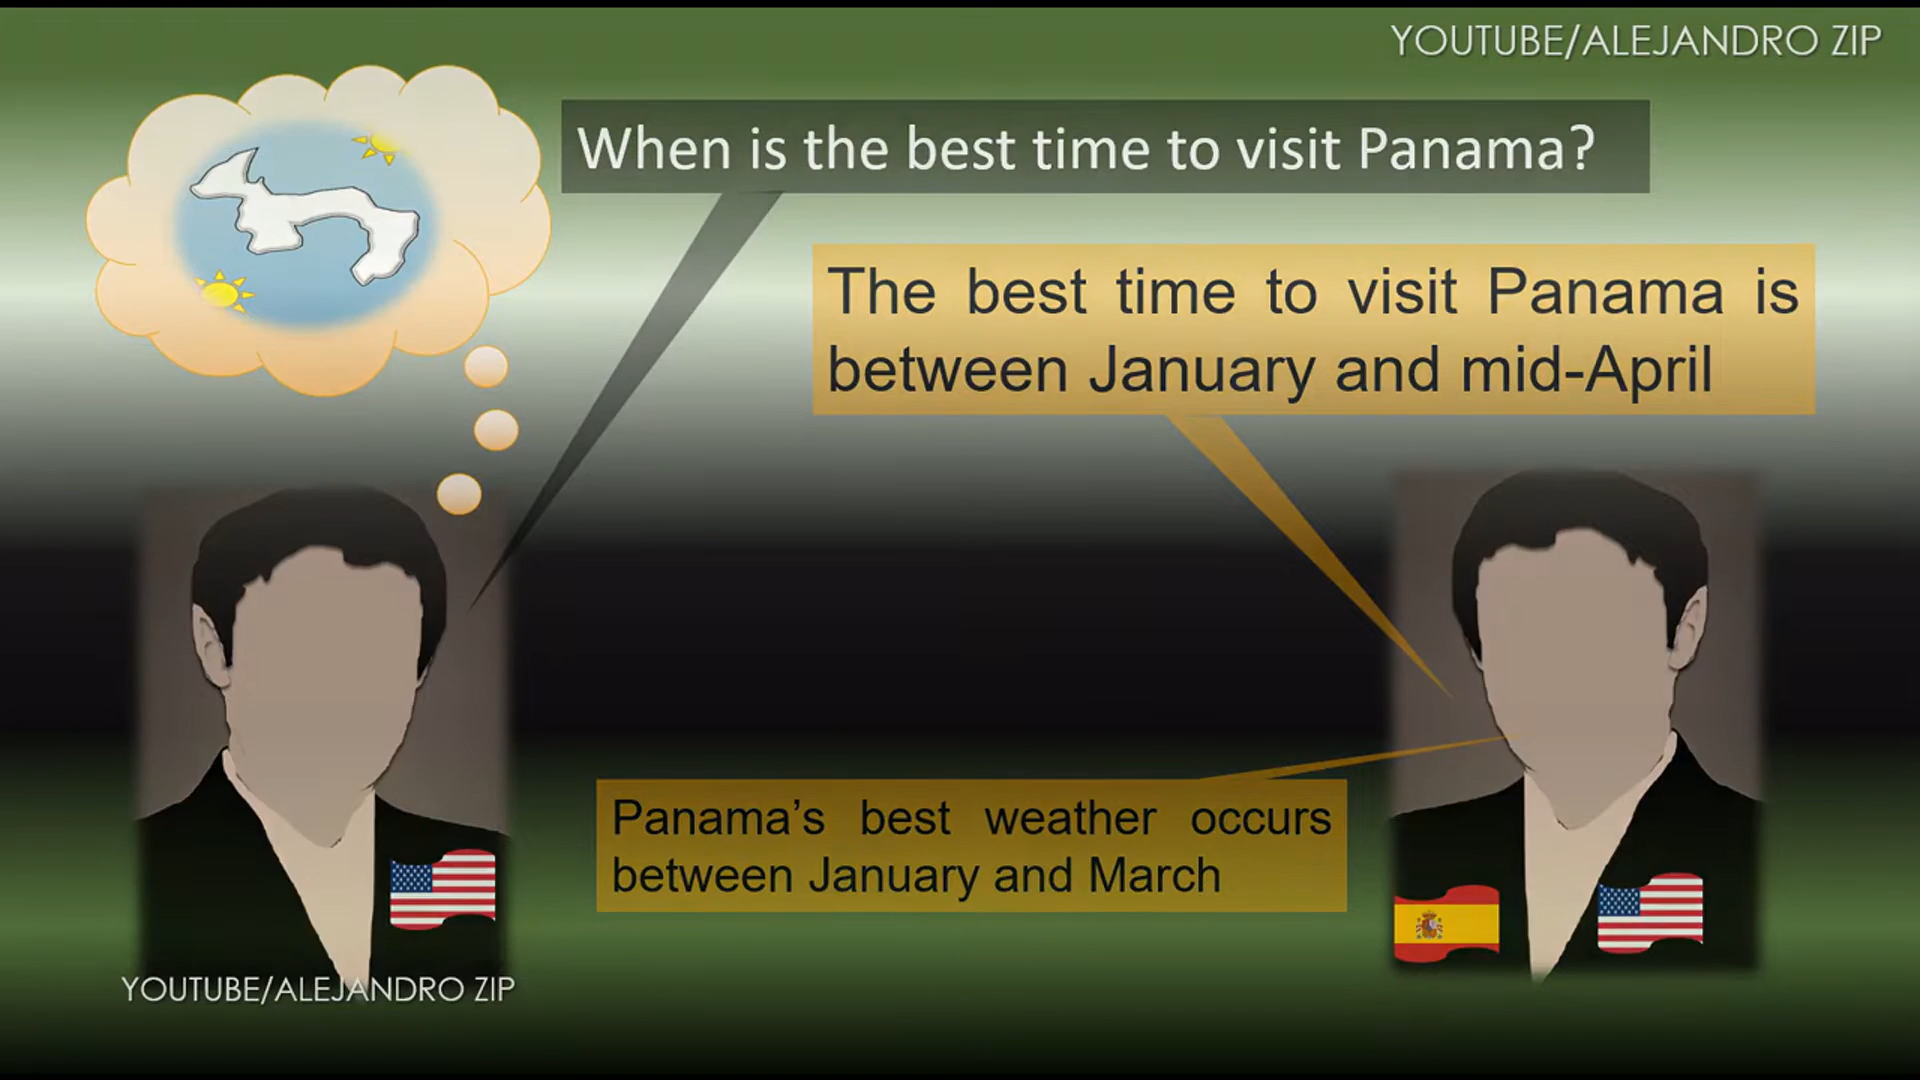 YOUTUBE/ALEJANDRO ZIP
When is the best time to visit Panama?
The best time to visit Panama is
between January and mid-April
Panama’s best weather occurs
between January and March
YOUTUBE/ALEJANDRO ZIP